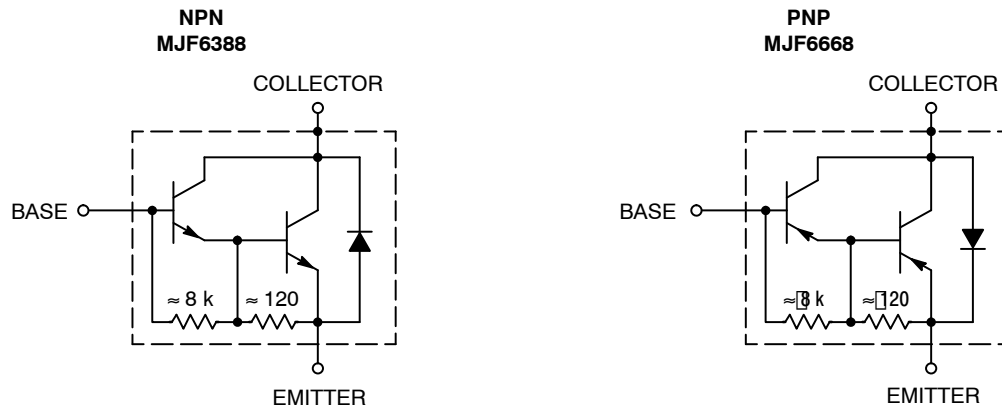 NPN
MJF6388
COLLECTOR
BASE
≈ 8 k
≈ 120
EMITTER
PNP
MJF6668
COLLECTOR
BASE
≈▯8 k
≈▯120
EMITTER